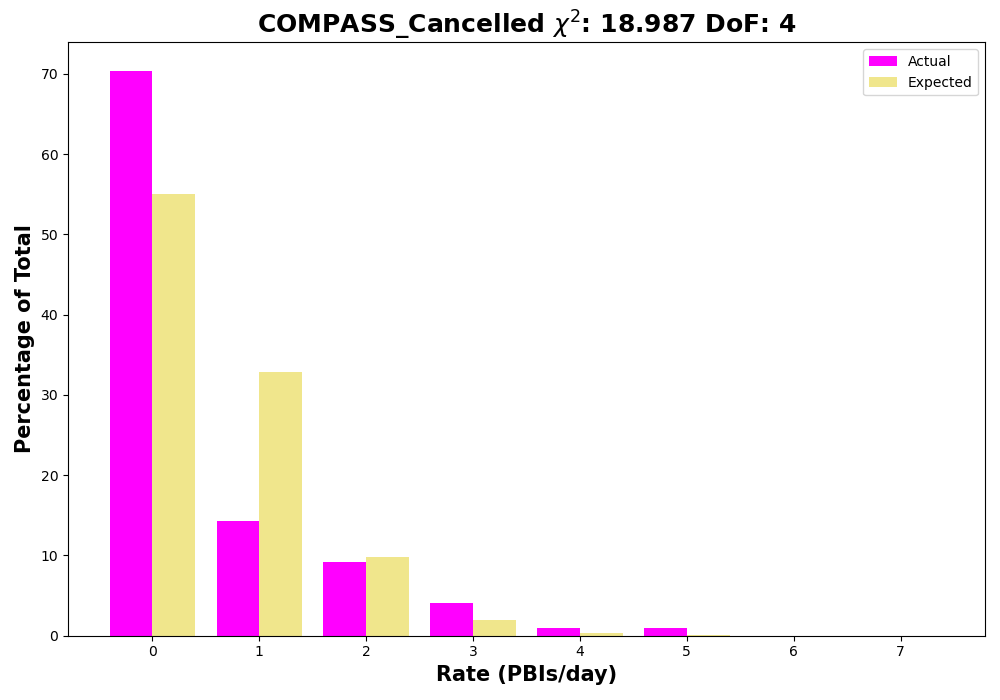 COMPASS_Cancelled χ²: 18.987 DoF: 4
Actual
Expected
Percentage of Total
70
60
50
40
30
20
10
0
0 1 2 3 4 5 6 7
Rate (PBIs/day)